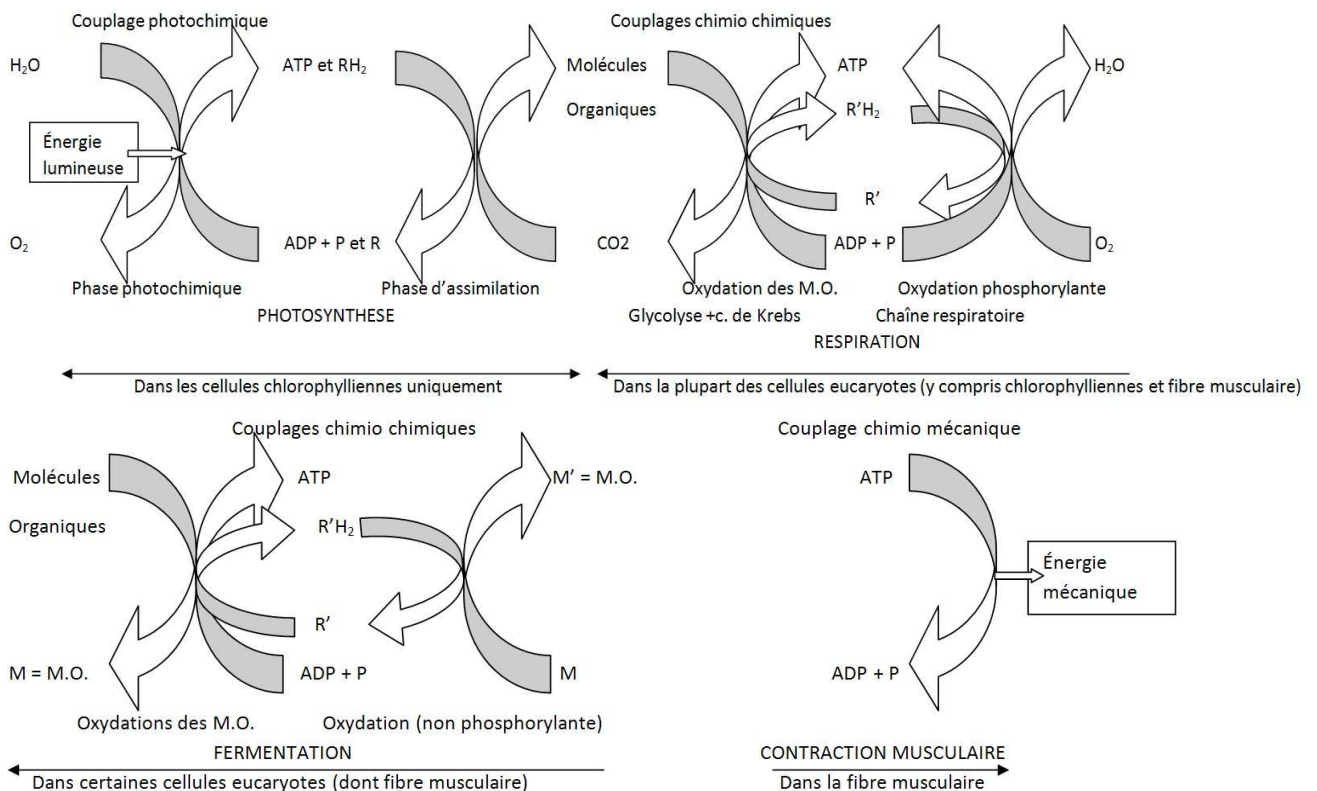 Couplage photochimique
Couplages chimio chimiques
H₂O
ATP et RH₂
Molécules
Organiques
ATP
H₂O
R'H₂
Énergie
lumineuse
R'
O₂
ADP + P et R
CO2
ADP + P
O₂
Phase photochimique
Phase d'assimilation
Oxydation des M.O.
Oxydation phosphorylante
PHOTOSYNTHESE
Glycolyse +c. de Krebs
Chaîne respiratoire
RESPIRATION
Dans les cellules chlorophylliennes uniquement
Dans la plupart des cellules eucaryotes (y compris chlorophylliennes et fibre musculaire)
Couplages chimio chimiques
Couplage chimio mécanique
Molécules
Organiques
ATP
M' = M.O.
ATP
R'H₂
Énergie
mécanique
R'
M = M.O.
ADP + P
M
ADP + P
Oxydations des M.O.
Oxydation (non phosphorylante)
FERMENTATION
CONTRACTION MUSCULAIRE
Dans certaines cellules eucaryotes (dont fibre musculaire)
Dans la fibre musculaire